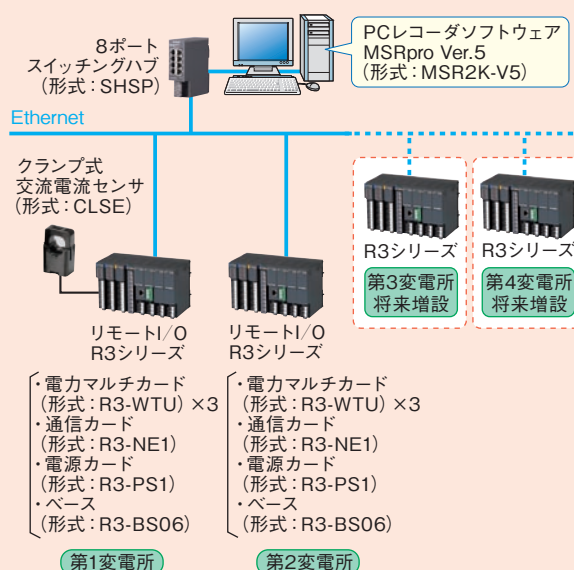 8ポート
スイッチングハブ
(形式：SHSP)
PCレコーダソフトウェア
MSRpro Ver.5
(形式：MSR2K-V5)
Ethernet
クランプ式
交流電流センサ
(形式：CLSE)
リモートI/O
R3シリーズ
・電力マルチカード
(形式：R3-WTU) ×3
・通信カード
(形式：R3-NE1)
・電源カード
(形式：R3-PS1)
・ベース
(形式：R3-BS06)
第1変電所
リモートI/O
R3シリーズ
・電力マルチカード
(形式：R3-WTU) ×3
・通信カード
(形式：R3-NE1)
・電源カード
(形式：R3-PS1)
・ベース
(形式：R3-BS06)
第2変電所
R3シリーズ
第3変電所
将来増設
R3シリーズ
第4変電所
将来増設